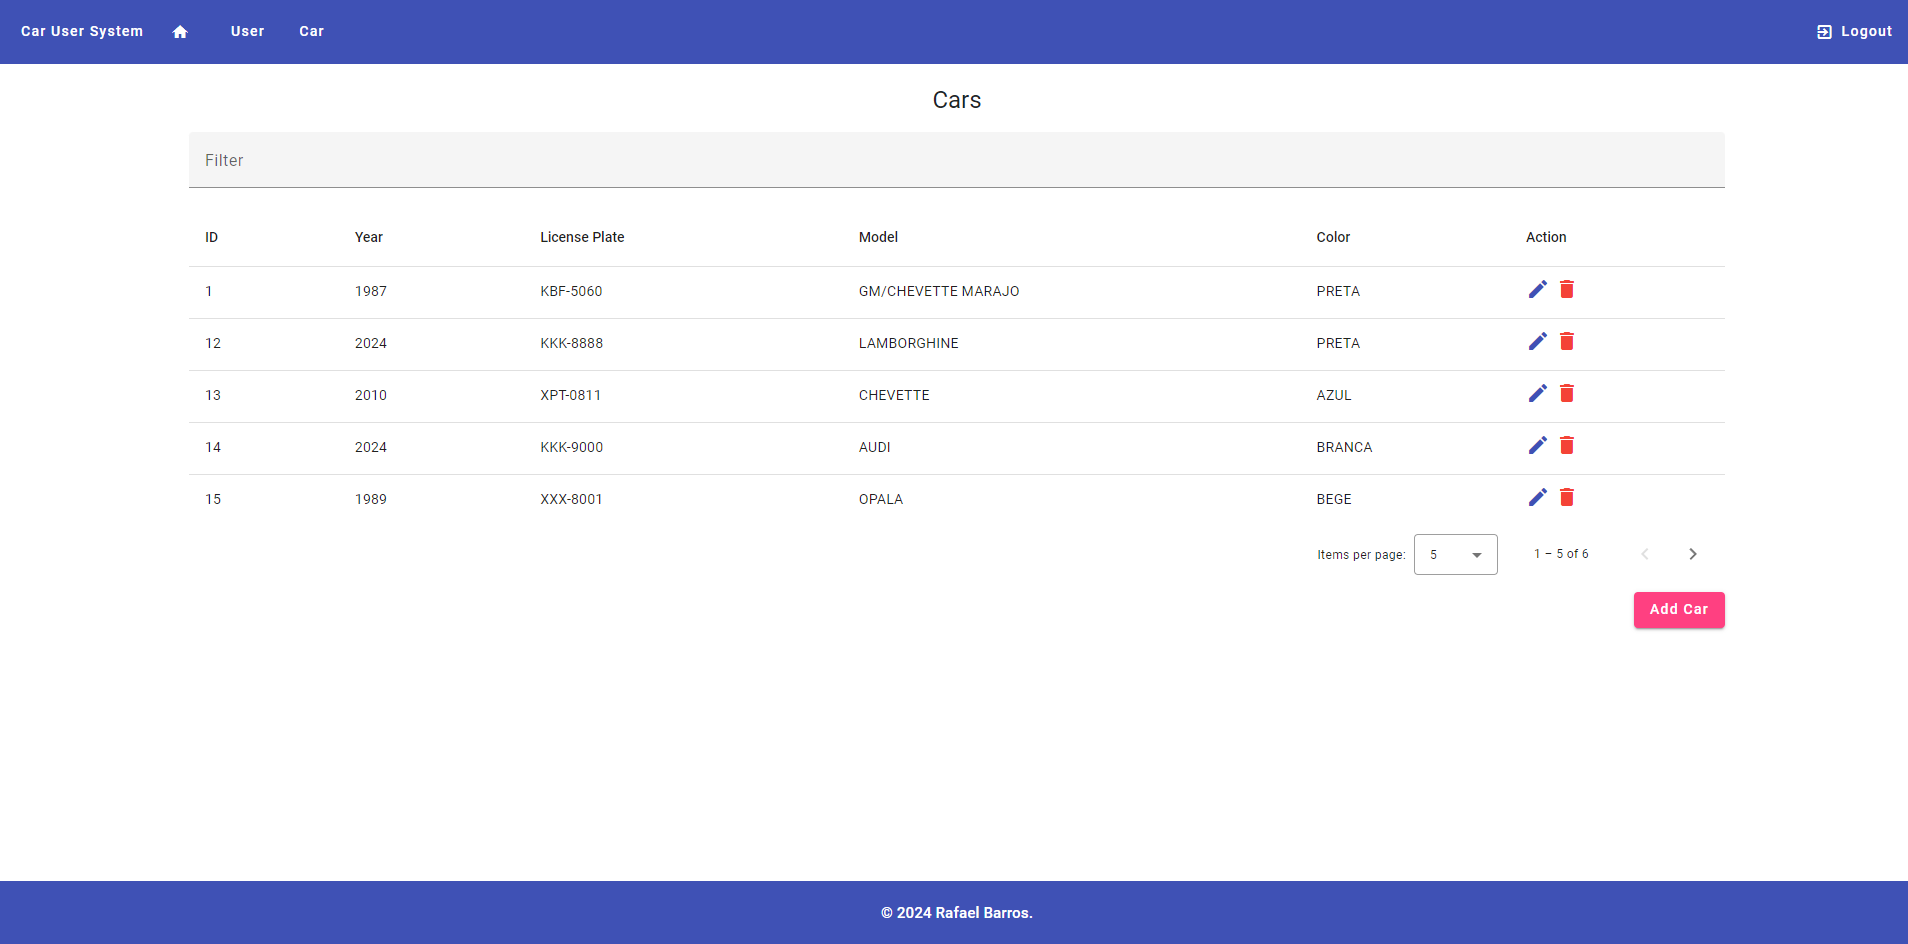 Car User System User Car Logout
Cars
Filter
ID Year License Plate Model Color Action
1 1987 KBF-5060 GM/CHEVETTE MARAJO PRETA
12 2024 KKK-8888 LAMBORGHINE PRETA
13 2010 XPT-0811 CHEVETTE AZUL
14 2024 KKK-9000 AUDI BRANCA
15 1989 XXX-8001 OPALA BEGE
Items per page: 5 1 – 5 of 6
Add Car
© 2024 Rafael Barros.